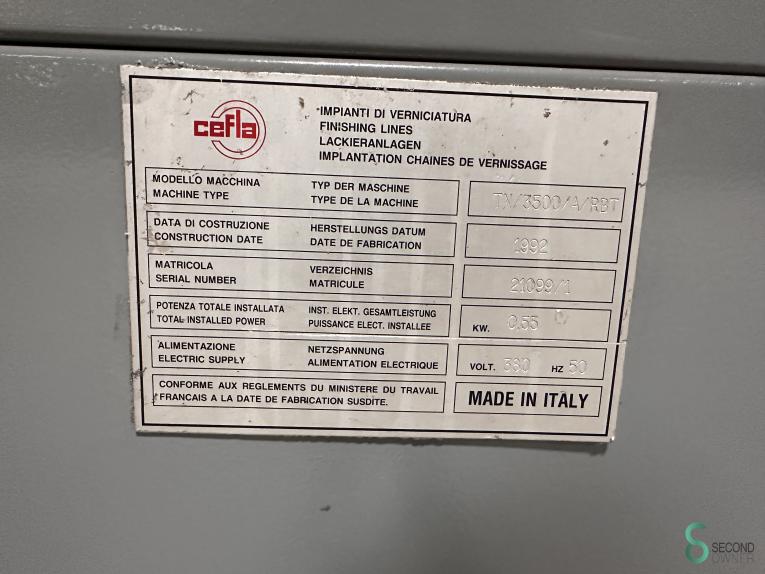 cefla
IMPIANTI DI VERNICIATURA
FINISHING LINES
LACKIERANLAGEN
IMPLANTATION CHAINES DE VERNISSAGE
MODELLO MACCHINA TYP DER MASCHINE
MACHINE TYPE TYPE DE LA MACHINE
TX/3500/A/RBT
DATA DI COSTRUZIONE HERSTELLUNGS DATUM
CONSTRUCTION DATE DATE DE FABRICATION
1992
MATRICOLA VERZEICHNIS
SERIAL NUMBER MATRICULE
21099/1
POTENZA TOTALE INSTALLATA INST. ELEKT. GESAMTLEISTUNG
TOTAL INSTALLED POWER PUISSANCE ELECT. INSTALLEE
KW. 0.55
ALIMENTAZIONE NETZSPANNUNG
ELECTRIC SUPPLY ALIMENTATION ELECTRIQUE
VOLT. 380 HZ 50
CONFORME AUX REGLEMENTS DU MINISTERE DU TRAVAIL
FRANCAIS A LA DATE DE FABRICATION SUSDITE.
MADE IN ITALY
SECOND
OWNER